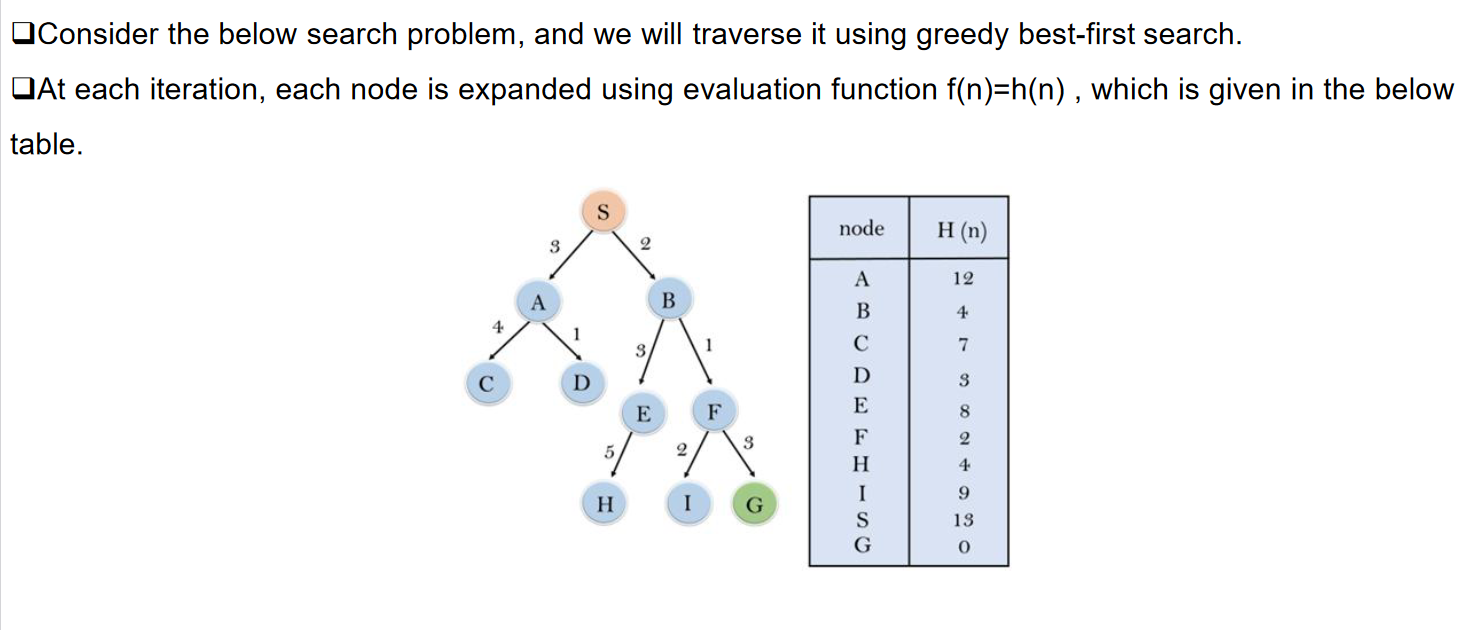 ❑Consider the below search problem, and we will traverse it using greedy best-first search.
❑At each iteration, each node is expanded using evaluation function f(n)=h(n) , which is given in the below
table.
S
3 2
A B
4 1 3 1
C D
E F
5 2 3
H I G
node H (n)
A 12
B 4
C 7
D 3
E 8
F 2
H 4
I 9
S 13
G 0